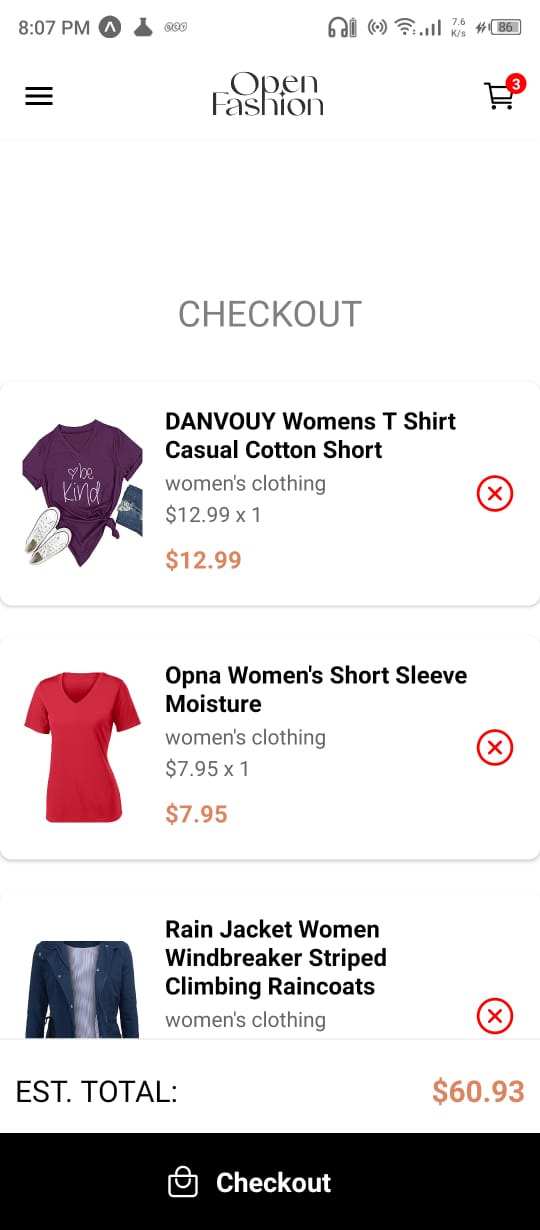 8:07 PM
7.6
K/s
86
Open
Fashion
3
CHECKOUT
DANVOUY Womens T Shirt
Casual Cotton Short
women's clothing
$12.99 x 1
$12.99
be
kind
Opna Women's Short Sleeve
Moisture
women's clothing
$7.95 x 1
$7.95
Rain Jacket Women
Windbreaker Striped
Climbing Raincoats
women's clothing
EST. TOTAL:
$60.93
Checkout